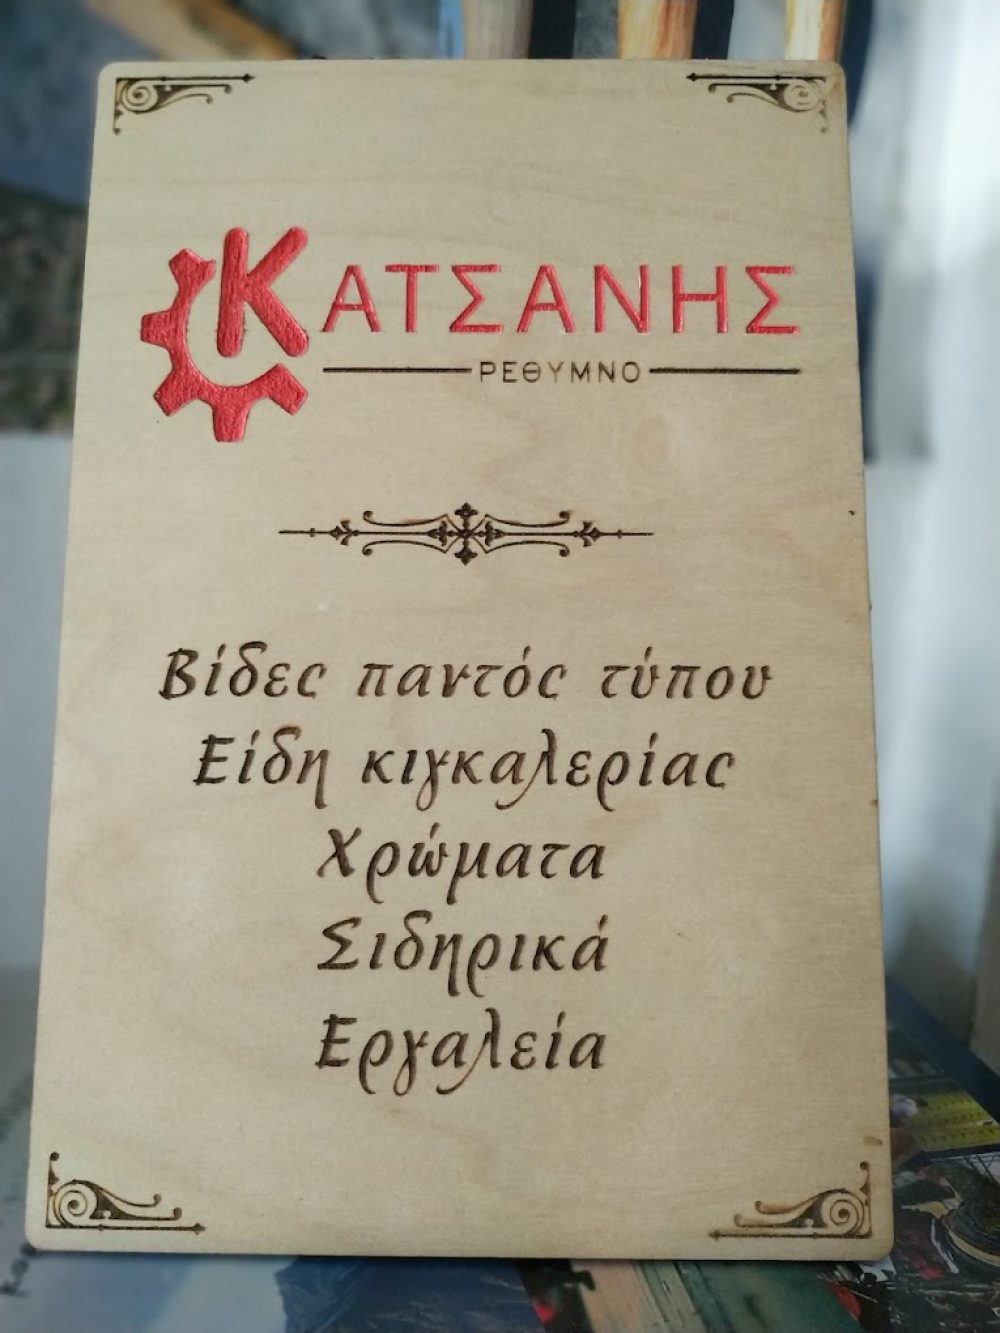 ΚΑΤΣΑΝΗΣ
ΡΕΘΥΜΝΟ
Βίδες παντός τύπου
Είδη κιγκαλερίας
Χρώματα
Σιδηρικά
Εργαλεία